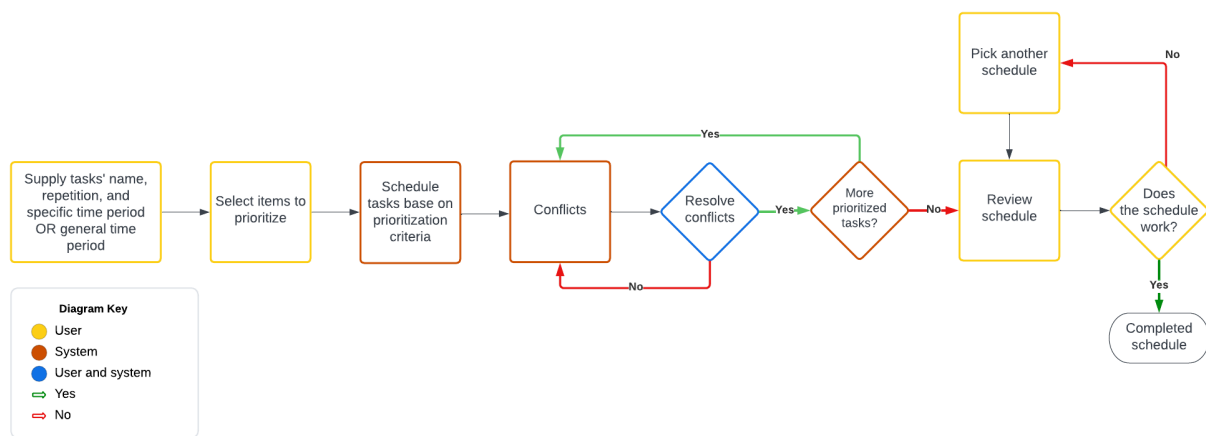 Pick another
schedule
No
Yes
Supply tasks' name,
repetition, and
specific time period
OR general time
period
Select items to
prioritize
Schedule
tasks base on
prioritization
criteria
Conflicts
Resolve
conflicts
Yes
More
prioritized
tasks?
No
Review
schedule
Does
the schedule
work?
No
Yes
Completed
schedule
Diagram Key
User
System
User and system
Yes
No